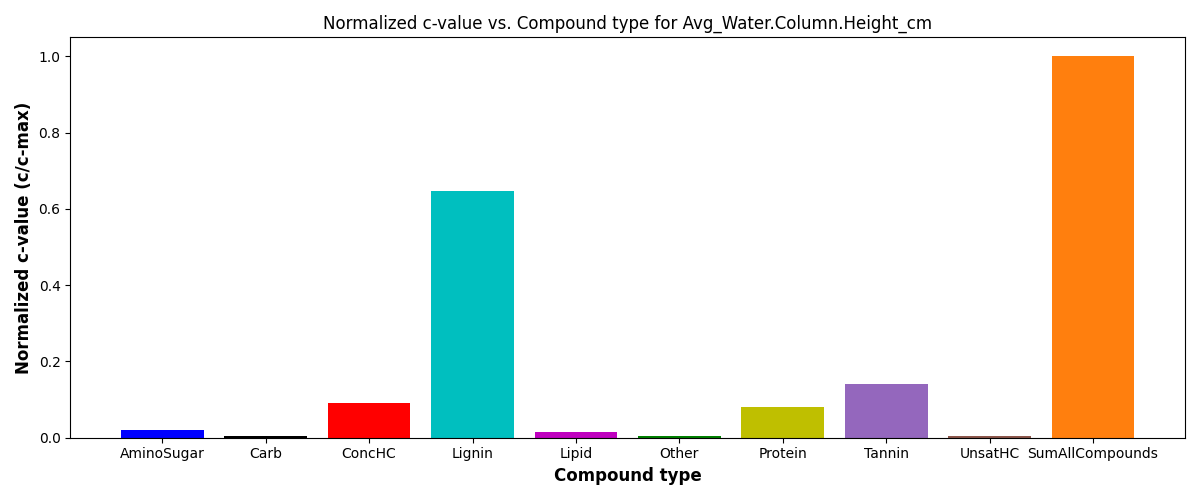 Normalized c-value vs. Compound type for Avg_Water.Column.Height_cm
Normalized c-value (c/c-max)
1.0
0.8
0.6
0.4
0.2
0.0
AminoSugar Carb ConcHC Lignin Lipid Other Protein Tannin UnsatHC SumAllCompounds
Compound type